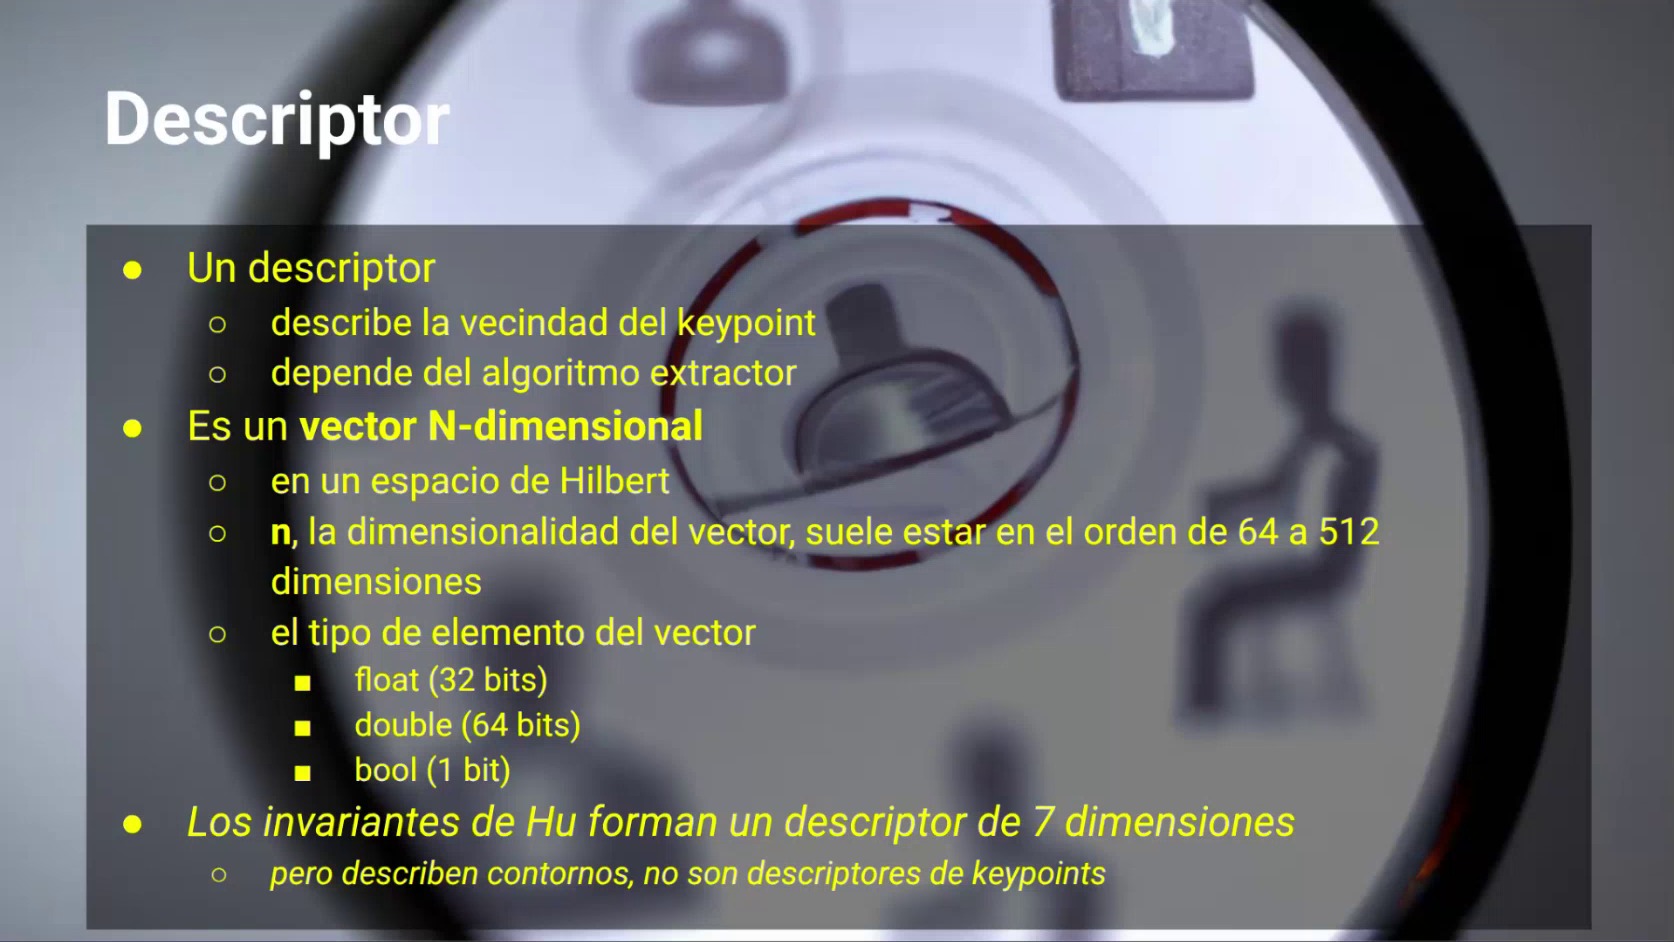 Descriptor
● Un descriptor
○ describe la vecindad del keypoint
○ depende del algoritmo extractor
● Es un vector N-dimensional
○ en un espacio de Hilbert
○ n, la dimensionalidad del vector, suele estar en el orden de 64 a 512
dimensiones
○ el tipo de elemento del vector
■ float (32 bits)
■ double (64 bits)
■ bool (1 bit)
● Los invariantes de Hu forman un descriptor de 7 dimensiones
○ pero describen contornos, no son descriptores de keypoints